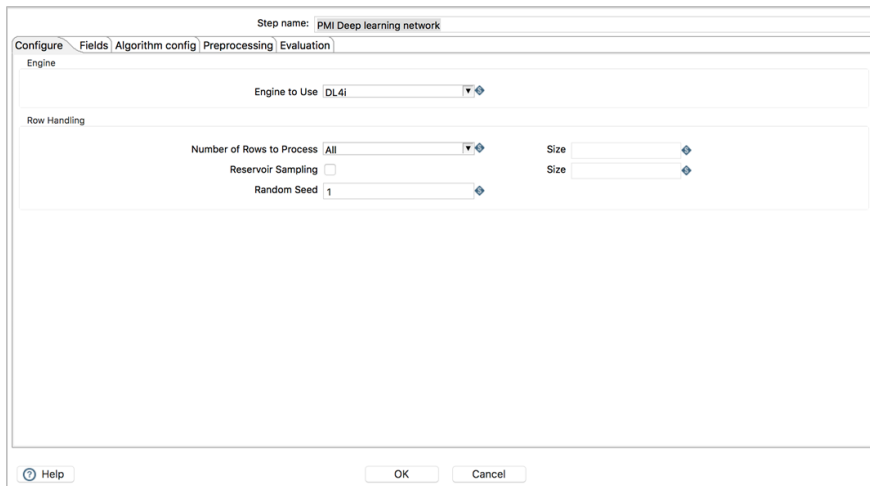 Step name: PMI Deep learning network
Configure Fields Algorithm config Preprocessing Evaluation
Engine
Engine to Use DL4j
Row Handling
Number of Rows to Process All Size
Reservoir Sampling Size
Random Seed 1
Help OK Cancel